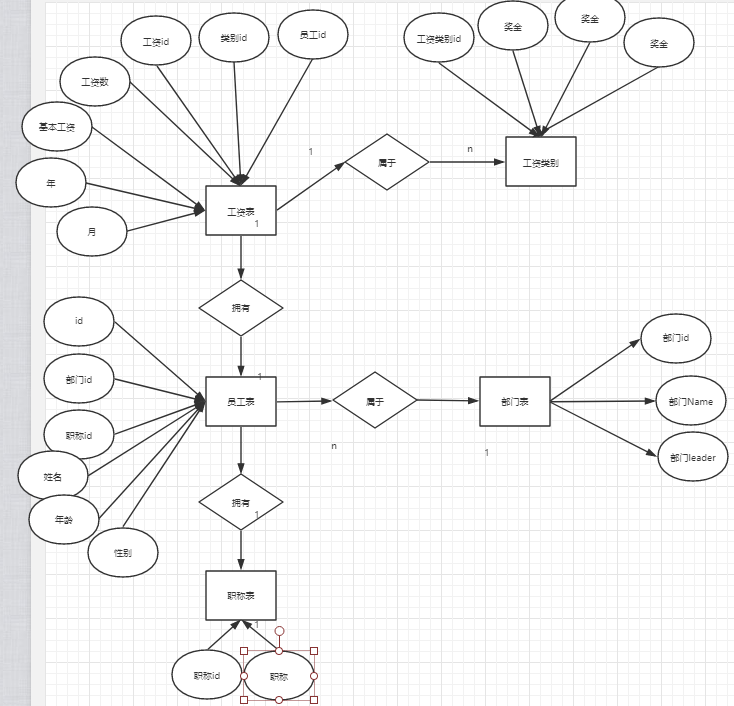 工资id
类别id
员工id
工资类别id
奖金
奖金
奖金
工资数
基本工资
年
月
1
属于
n
工资类别
工资表
1
拥有
id
部门id
职称id
姓名
年龄
性别
1
员工表
属于
部门表
部门id
部门Name
部门leader
n
1
拥有
1
职称表
1
职称id
职称